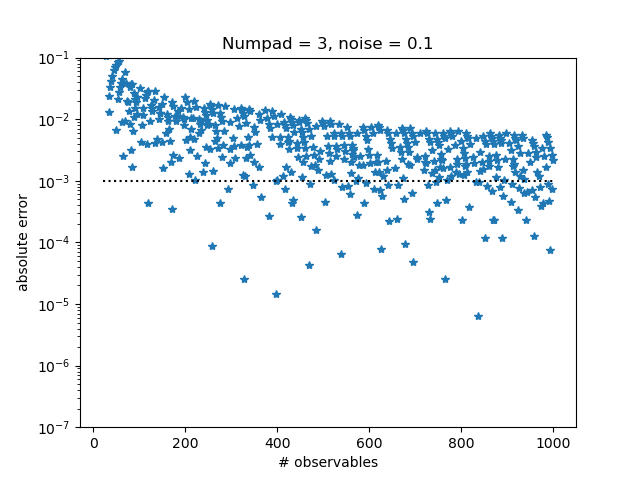 Numpad = 3, noise = 0.1
10⁻¹
10⁻²
10⁻³
10⁻⁴
10⁻⁵
10⁻⁶
10⁻⁷
absolute error
0 200 400 600 800 1000
# observables